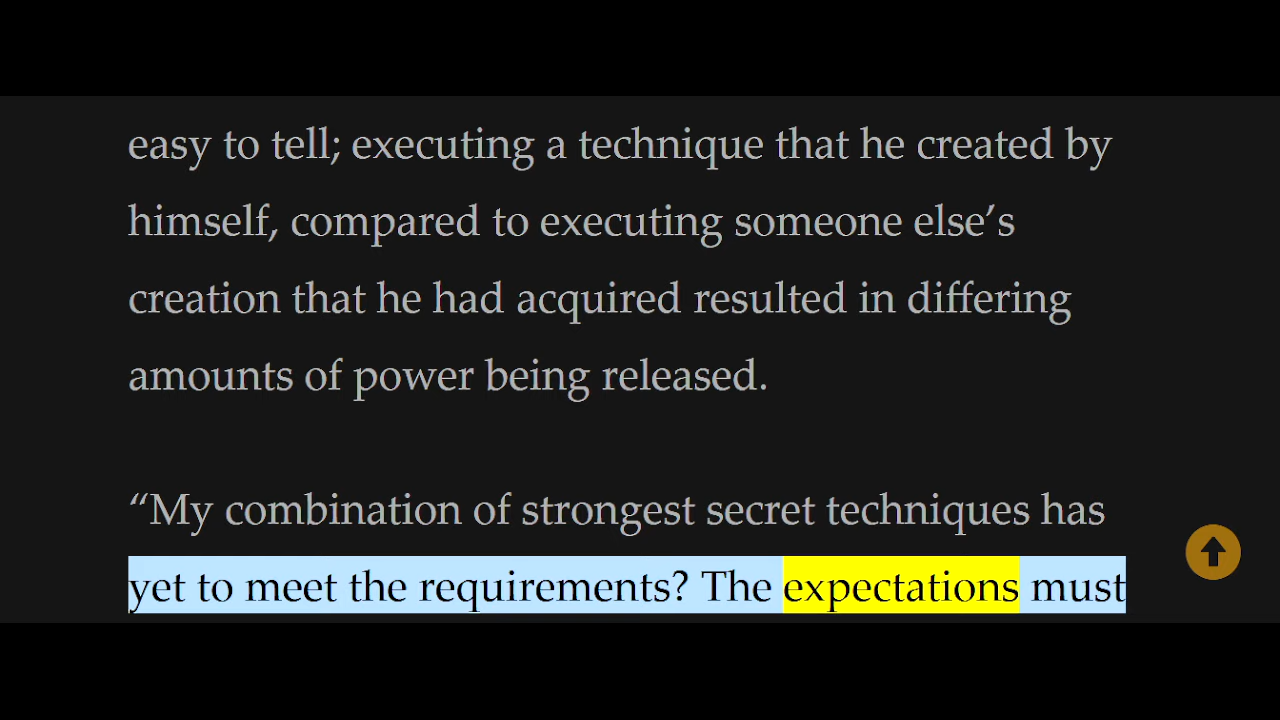 easy to tell; executing a technique that he created by
himself, compared to executing someone else’s
creation that he had acquired resulted in differing
amounts of power being released.
“My combination of strongest secret techniques has
yet to meet the requirements? The expectations must